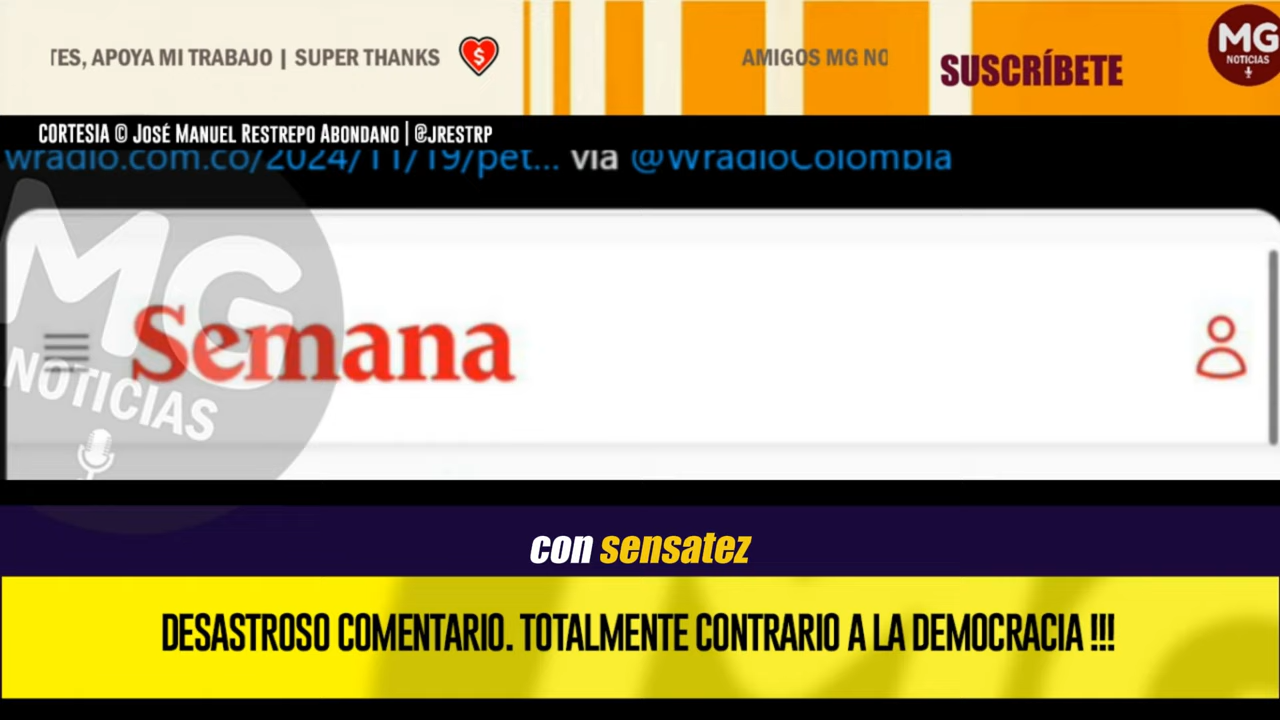 TES, APOYA MI TRABAJO | SUPER THANKS
$
AMIGOS MG NO
SUSCRÍBETE
MG
NOTICIAS
CORTESIA © JOSÉ MANUEL RESTREPO ABONDANO | @JRESTRP
wradio.com.co/2024/11/19/pet... via @WradioColombia
MG
NOTICIAS
Semana
con sensatez
DESASTROSO COMENTARIO. TOTALMENTE CONTRARIO A LA DEMOCRACIA !!!